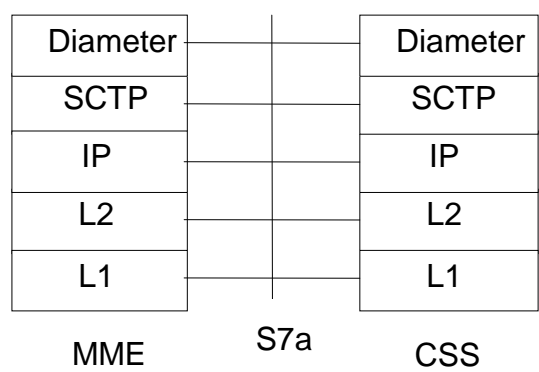 Diameter Diameter
SCTP SCTP
IP IP
L2 L2
L1 L1
MME S7a CSS